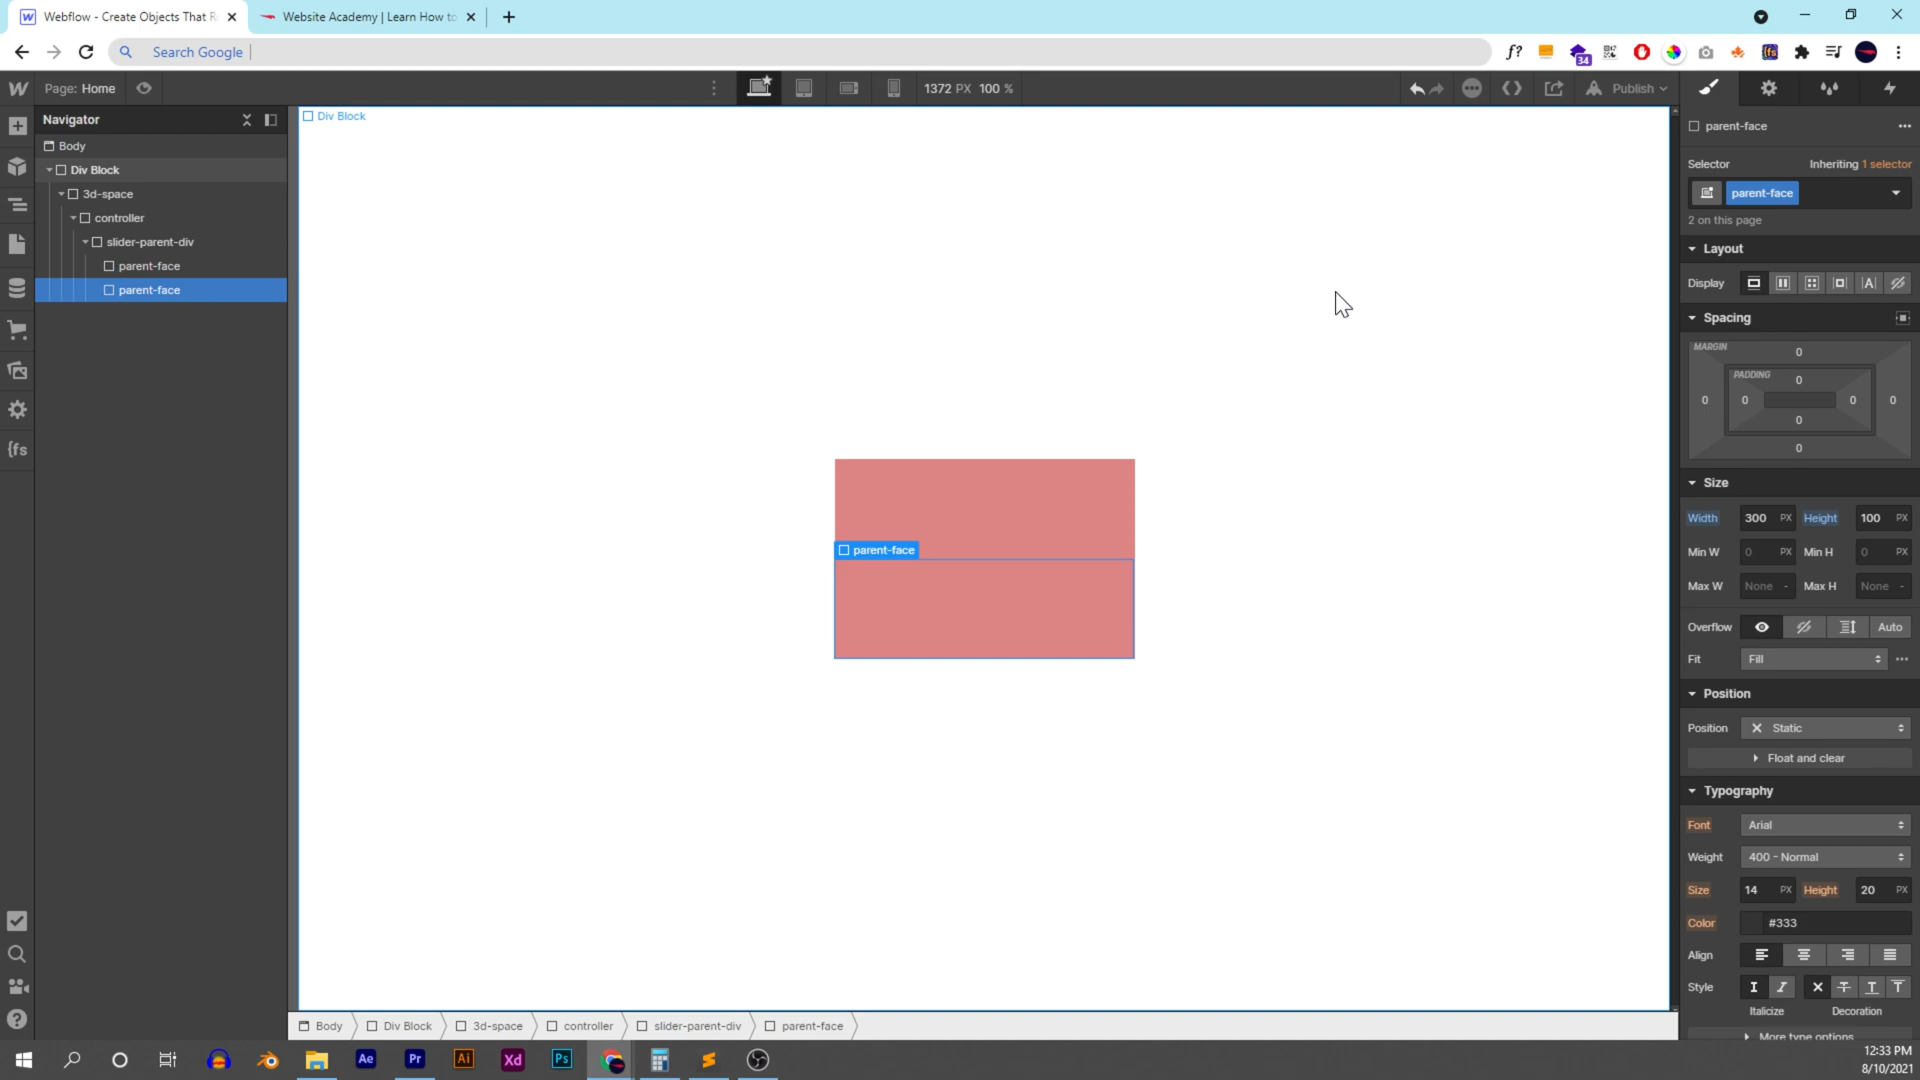 Webflow - Create Objects That R
Website Academy | Learn How to
Search Google
34
Page: Home
1372 PX 100 %
Publish
Navigator
Body
Div Block
3d-space
controller
slider-parent-div
parent-face
parent-face
Div Block
parent-face
Body
Div Block
3d-space
controller
slider-parent-div
parent-face
parent-face
Selector
Inheriting 1 selector
parent-face
2 on this page
Layout
Display
Spacing
MARGIN
0
PADDING
0
0
0
0
0
0
0
Size
Width 300 PX Height 100 PX
Min W 0 PX Min H 0 PX
Max W None - Max H None -
Overflow Auto
Fit Fill
Position
Position Static
Float and clear
Typography
Font Arial
Weight 400 - Normal
Size 14 PX Height 20 PX
Color #333
Align
Style
Italicize Decoration
More type options
Ae
Pr
Ai
Xd
Ps
12:33 PM
8/10/2021